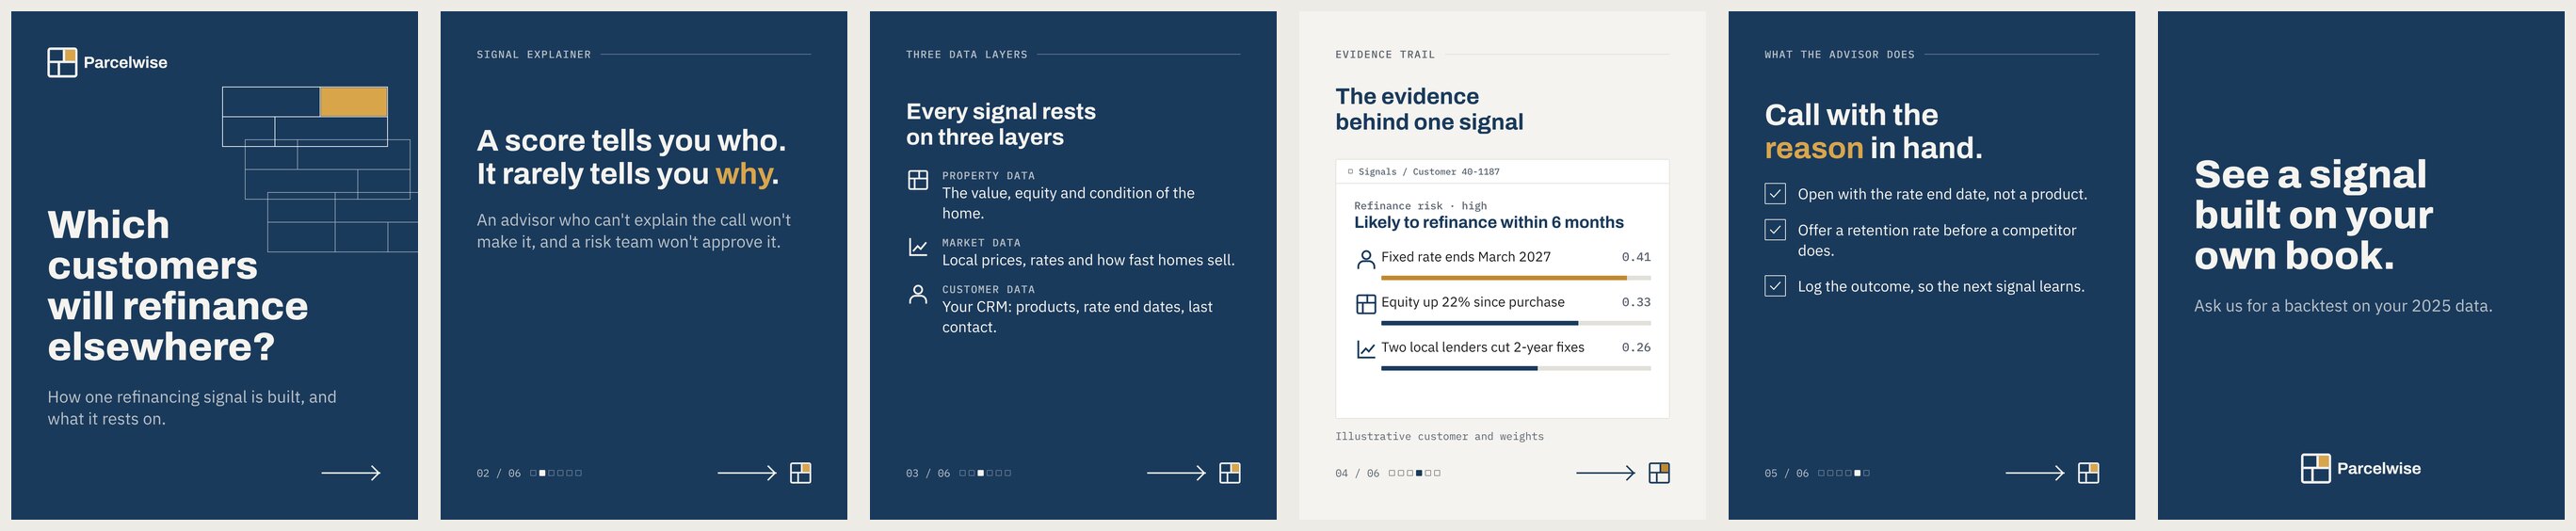 Parcelwise
Which
customers
will refinance
elsewhere?
How one refinancing signal is built, and
what it rests on.
SIGNAL EXPLAINER
A score tells you who.
It rarely tells you why.
An advisor who can't explain the call won't
make it, and a risk team won't approve it.
02 / 06
THREE DATA LAYERS
Every signal rests
on three layers
PROPERTY DATA
The value, equity and condition of the
home.
MARKET DATA
Local prices, rates and how fast homes sell.
CUSTOMER DATA
Your CRM: products, rate end dates, last
contact.
03 / 06
EVIDENCE TRAIL
The evidence
behind one signal
Signals / Customer 40-1187
Refinance risk · high
Likely to refinance within 6 months
Fixed rate ends March 2027 0.41
Equity up 22% since purchase 0.33
Two local lenders cut 2-year fixes 0.26
Illustrative customer and weights
04 / 06
WHAT THE ADVISOR DOES
Call with the
reason in hand.
Open with the rate end date, not a product.
Offer a retention rate before a competitor
does.
Log the outcome, so the next signal learns.
05 / 06
See a signal
built on your
own book.
Ask us for a backtest on your 2025 data.
Parcelwise